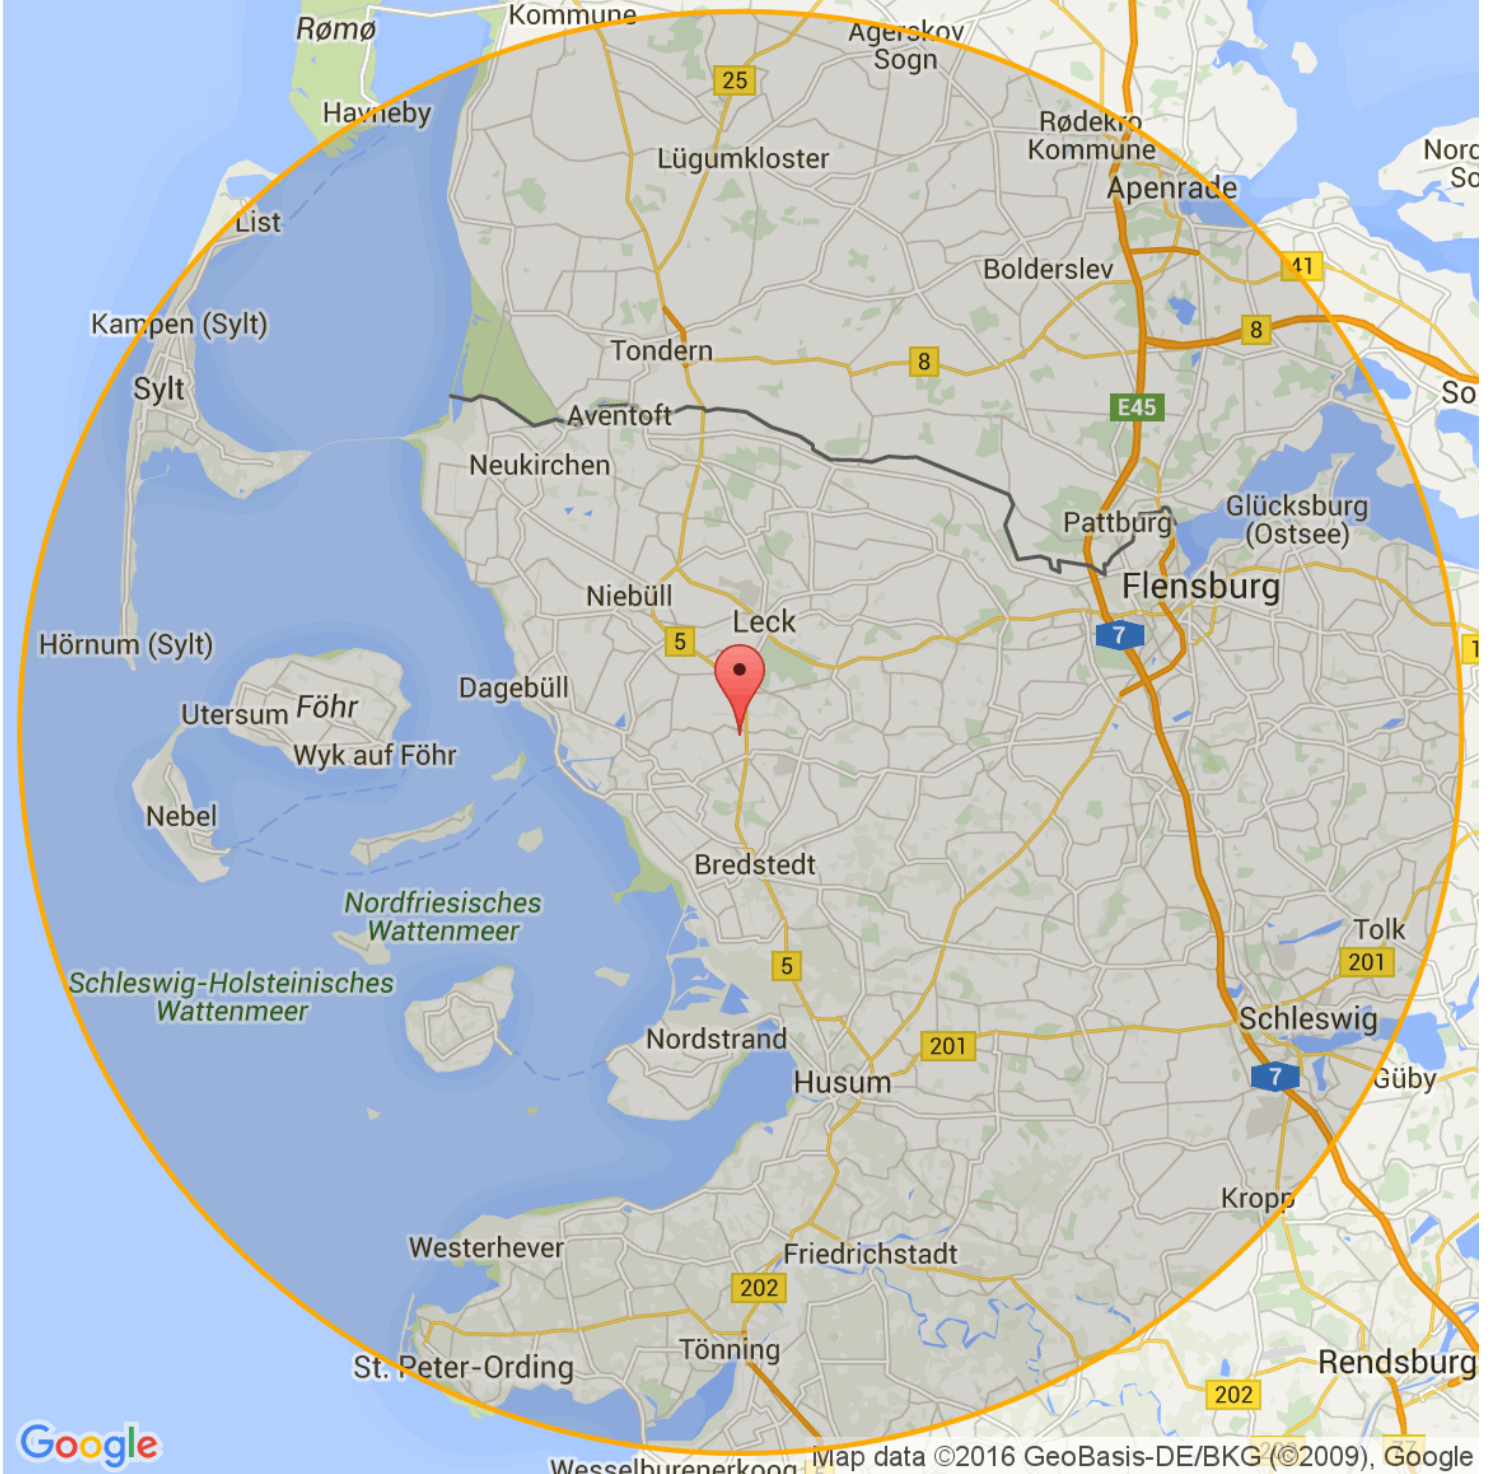 Kommune
Rømø
Agerskov
Sogn
25
Havneby
Rødekro
Kommune
Lügumkloster
Apenrade
List
Bolderslev
41
Kampen (Sylt)
8
Tondern
8
Sylt
E45
Aventoft
Neukirchen
Glücksburg
(Ostsee)
Pattburg
Flensburg
Niebüll
Leck
7
5
Hörnum (Sylt)
Dagebüll
Utersum
Föhr
Wyk auf Föhr
Nebel
Bredstedt
Nordfriesisches
Wattenmeer
Tolk
201
5
Schleswig-Holsteinisches
Wattenmeer
Schleswig
Nordstrand
201
Husum
7
Güby
Kropp
Westerhever
Friedrichstadt
202
Tönning
St. Peter-Ording
Rendsburg
202
Google
Map data ©2016 GeoBasis-DE/BKG (©2009), Google